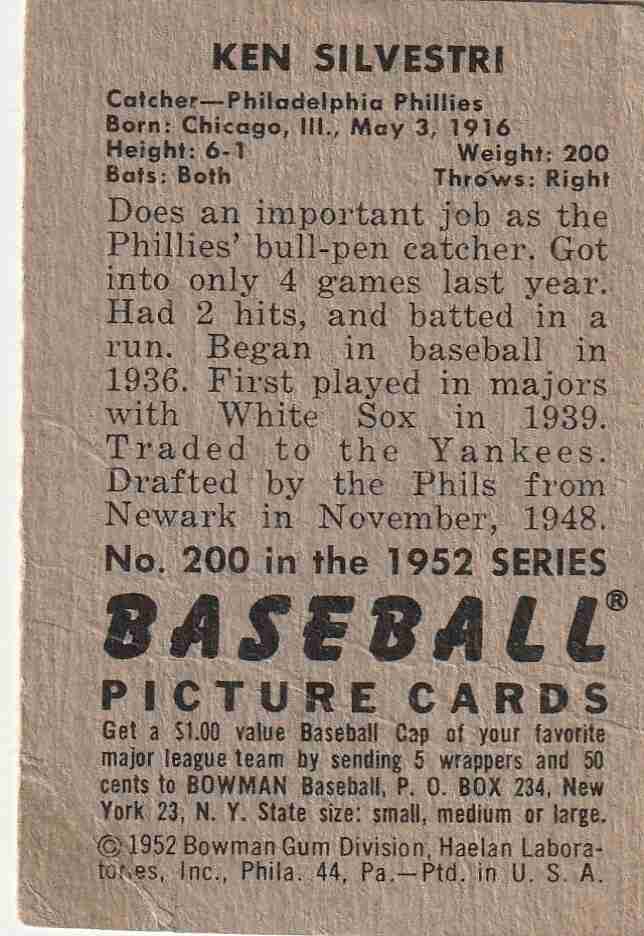 KEN SILVESTRI
Catcher—Philadelphia Phillies
Born: Chicago, Ill., May 3, 1916
Height: 6-1 Weight: 200
Bats: Both Throws: Right
Does an important job as the
Phillies' bull-pen catcher. Got
into only 4 games last year.
Had 2 hits, and batted in a
run. Began in baseball in
1936. First played in majors
with White Sox in 1939.
Traded to the Yankees.
Drafted by the Phils from
Newark in November, 1948.
No. 200 in the 1952 SERIES
BASEBALL®
PICTURE CARDS
Get a $1.00 value Baseball Cap of your favorite
major league team by sending 5 wrappers and 50
cents to BOWMAN Baseball, P. O. BOX 234, New
York 23, N. Y. State size: small, medium or large.
© 1952 Bowman Gum Division, Haelan Labora-
tories, Inc., Phila. 44, Pa.—Ptd. in U. S. A.